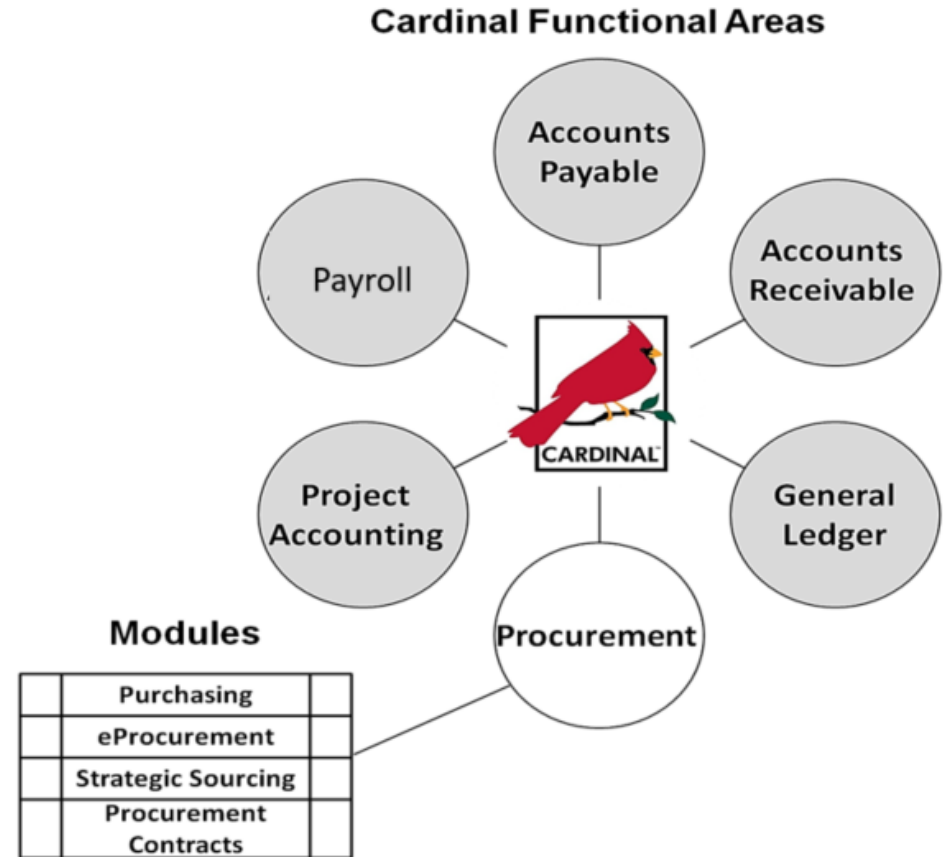 Cardinal Functional Areas
Accounts
Payable
Payroll
Accounts
Receivable
CARDINAL
Project
Accounting
General
Ledger
Procurement
Modules
Purchasing
eProcurement
Strategic Sourcing
Procurement
Contracts